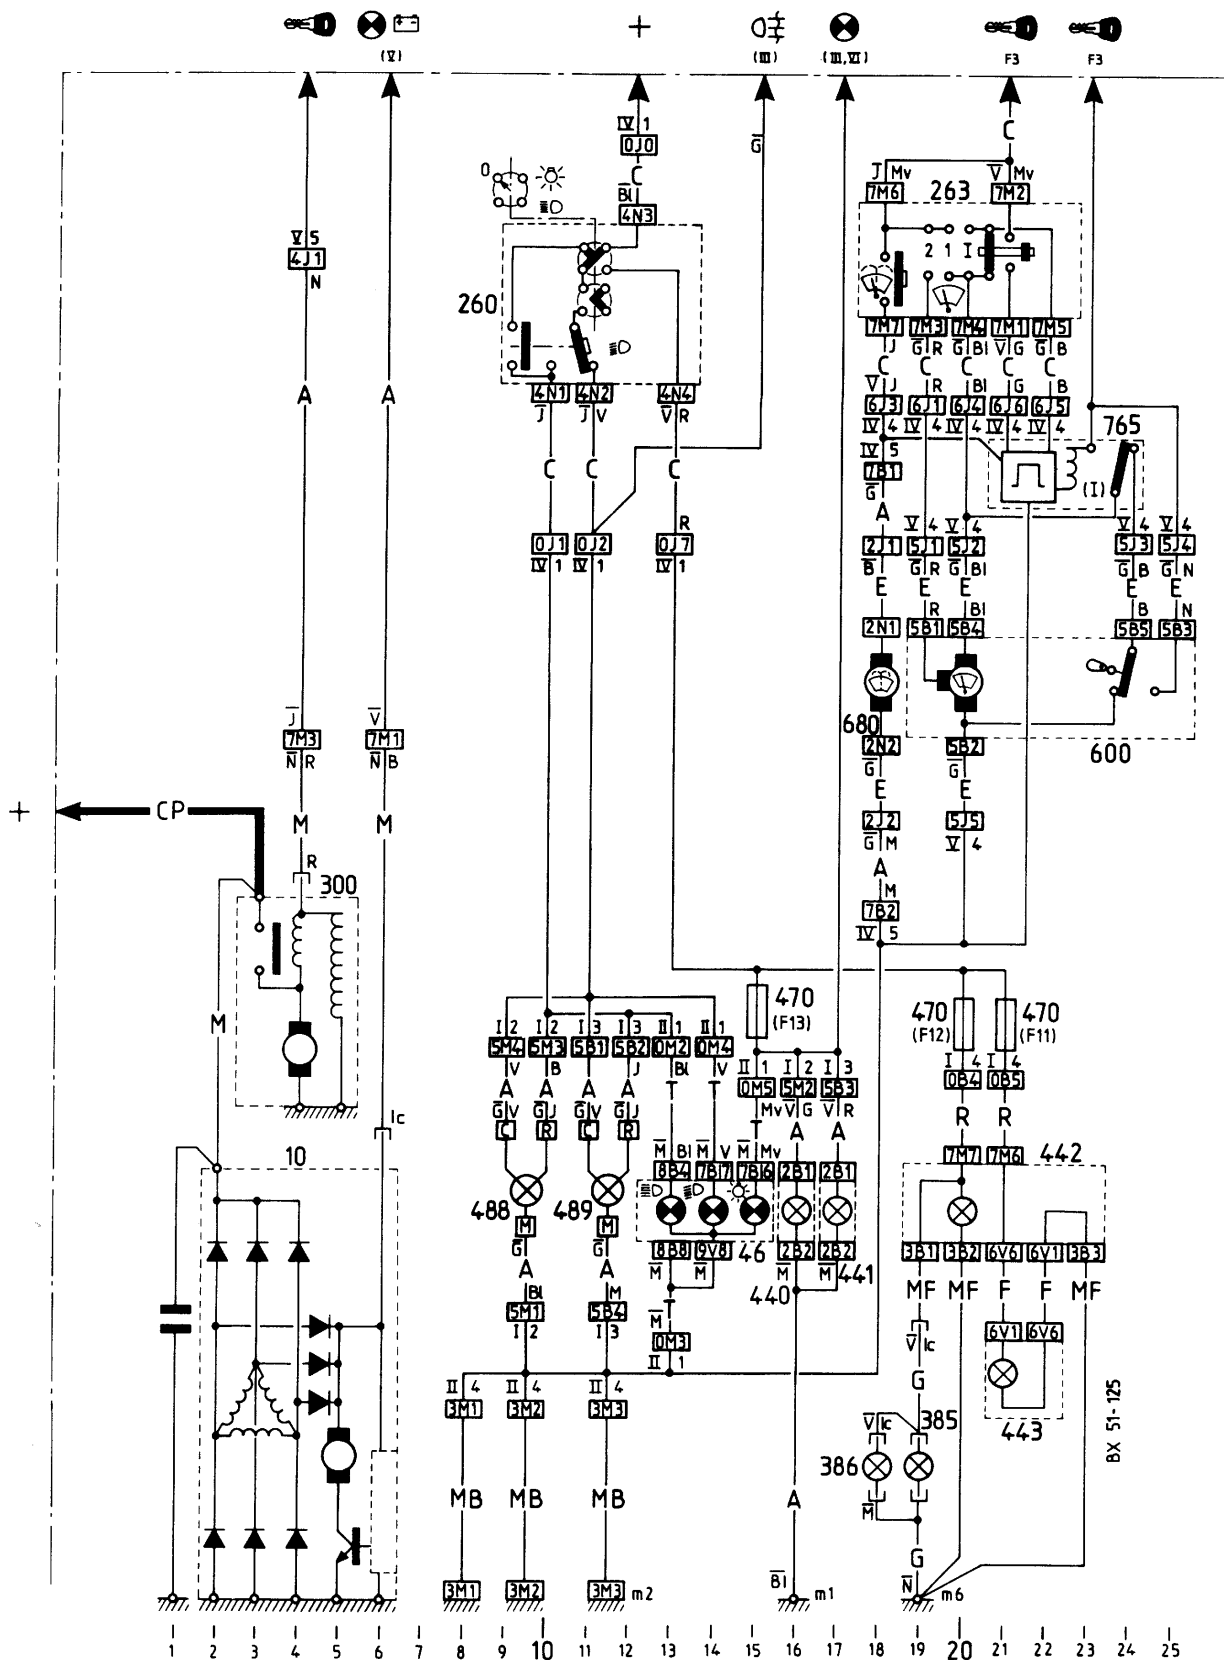 (V)
+
(III)
(III,VI)
F3
F3
IV 1
0J0
C
Bl
4N3
G
C
J Mv
V Mv
7M6
263
7M2
0
2 1 I
V 5
4J1
N
260
7M7 7M3 7M4 7M1 7M5
J G R G Bl V G G B
C C C C C
V J R Bl G B
6J3 6J1 6J4 6J6 6J5
IV 4 IV 4 IV 4 IV 4 IV 4
765
4N1 4N2 4N4
J J V V R
A A
IV 5
7B1
G
(I)
C C C
A
R
V 4 V 4 V 4 V 4
0J1 0J2 0J7
2J1 5J1 5J2 5J3 5J4
IV 1 IV 1 IV 1
B G R G Bl G B G N
E E E E E
R Bl B N
2N1 5B1 5B4 5B5 5B3
J V
7M3 7M1
N R N B
680
2N2 5B2 600
G G
E E
+ CP
M M
2J2 5J5
G M V 4
A
R
300
M
7B2
IV 5
M
470
(F13)
470
(F12)
470
(F11)
I 2 I 2 I 3 I 3 II 1 II 1
5M4 5M3 5B1 5B2 0M2 0M4
V B V J Bl V
II 1 I 2 I 3
0M5 5M2 5B3
Mv V G V R
I 4 I 4
0B4 0B5
A A A A T T T A A
R R
G V G J G V G J
C R C R
Ic
10
M Bl M V M Mv
8B4 7B17 7B16 2B1 2B1
7M7 7M6 442
488 489
M M
G G
8B8 9V8 46 2B2 2B2 441
M M M M
440
3B1 3B2 6V6 6V1 3B3
MF MF F F MF
A A
Bl M
5M1 5B4
I 2 I 3
T
M
0M3
II 1
6V1 6V6
V Ic
G
443
II 4 II 4 II 4
3M1 3M2 3M3
V Ic
385
386
M
MB MB MB
A
G
BX 51-125
Bl
N
3M1 3M2 3M3 m2
m1
m6
1 2 3 4 5 6 7 8 9 10 11 12 13 14 15 16 17 18 19 20 21 22 23 24 25